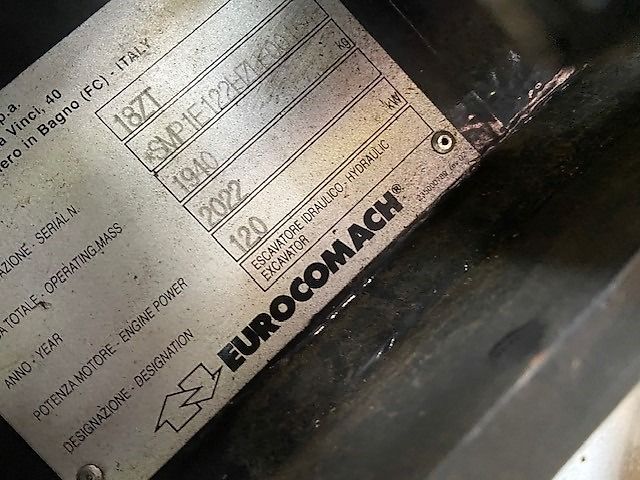 p.a.
Vinci, 40
ero in Bagno (FC) - ITALY
18ZT
AZIONE - SERIAL N.
TOTALE - OPERATING MASS
1940 kg
ANNO - YEAR
2022
POTENZA MOTORE - ENGINE POWER
12.0 kW
DESIGNAZIONE - DESIGNATION
ESCAVATORE IDRAULICO - HYDRAULIC
EXCAVATOR
EUROCOMACH®